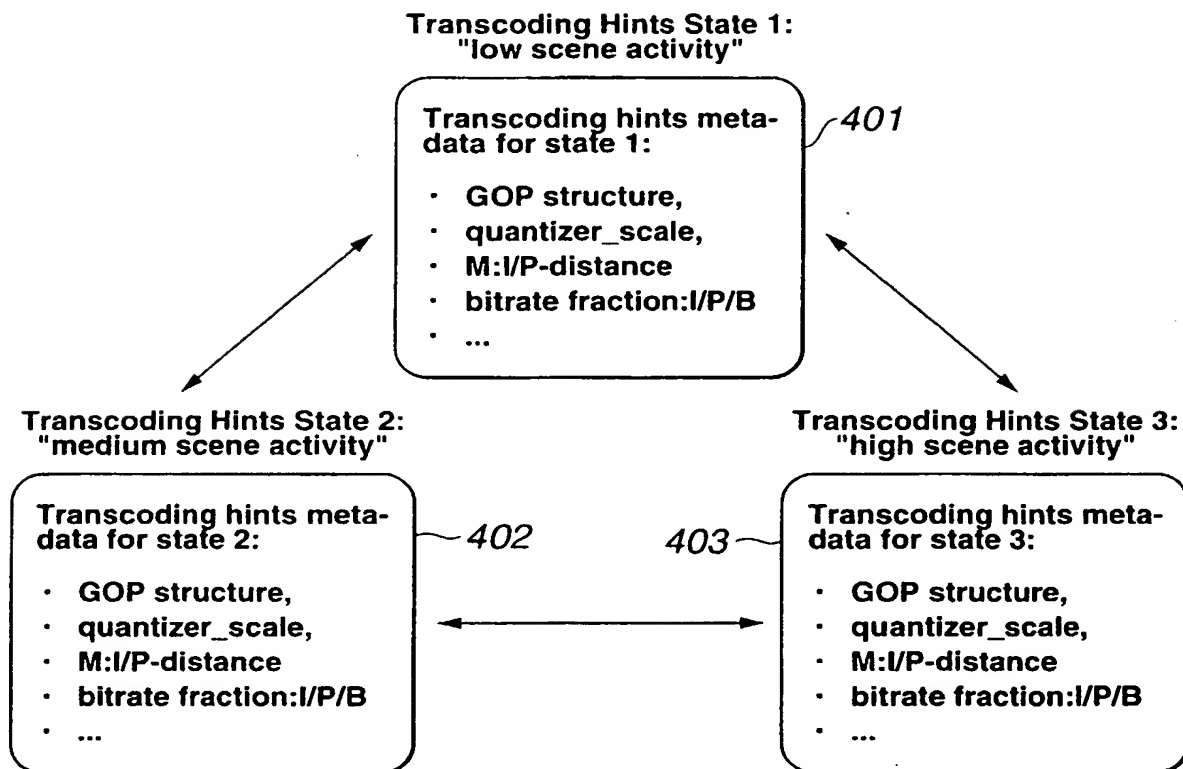 Transcoding Hints State 1:
"low scene activity"
Transcoding hints meta-
data for state 1:
· GOP structure,
· quantizer_scale,
· M:I/P-distance
· bitrate fraction:I/P/B
· ...
401
Transcoding Hints State 2:
"medium scene activity"
Transcoding hints meta-
data for state 2:
· GOP structure,
· quantizer_scale,
· M:I/P-distance
· bitrate fraction:I/P/B
· ...
402
Transcoding Hints State 3:
"high scene activity"
403
Transcoding hints meta-
data for state 3:
· GOP structure,
· quantizer_scale,
· M:I/P-distance
· bitrate fraction:I/P/B
· ...